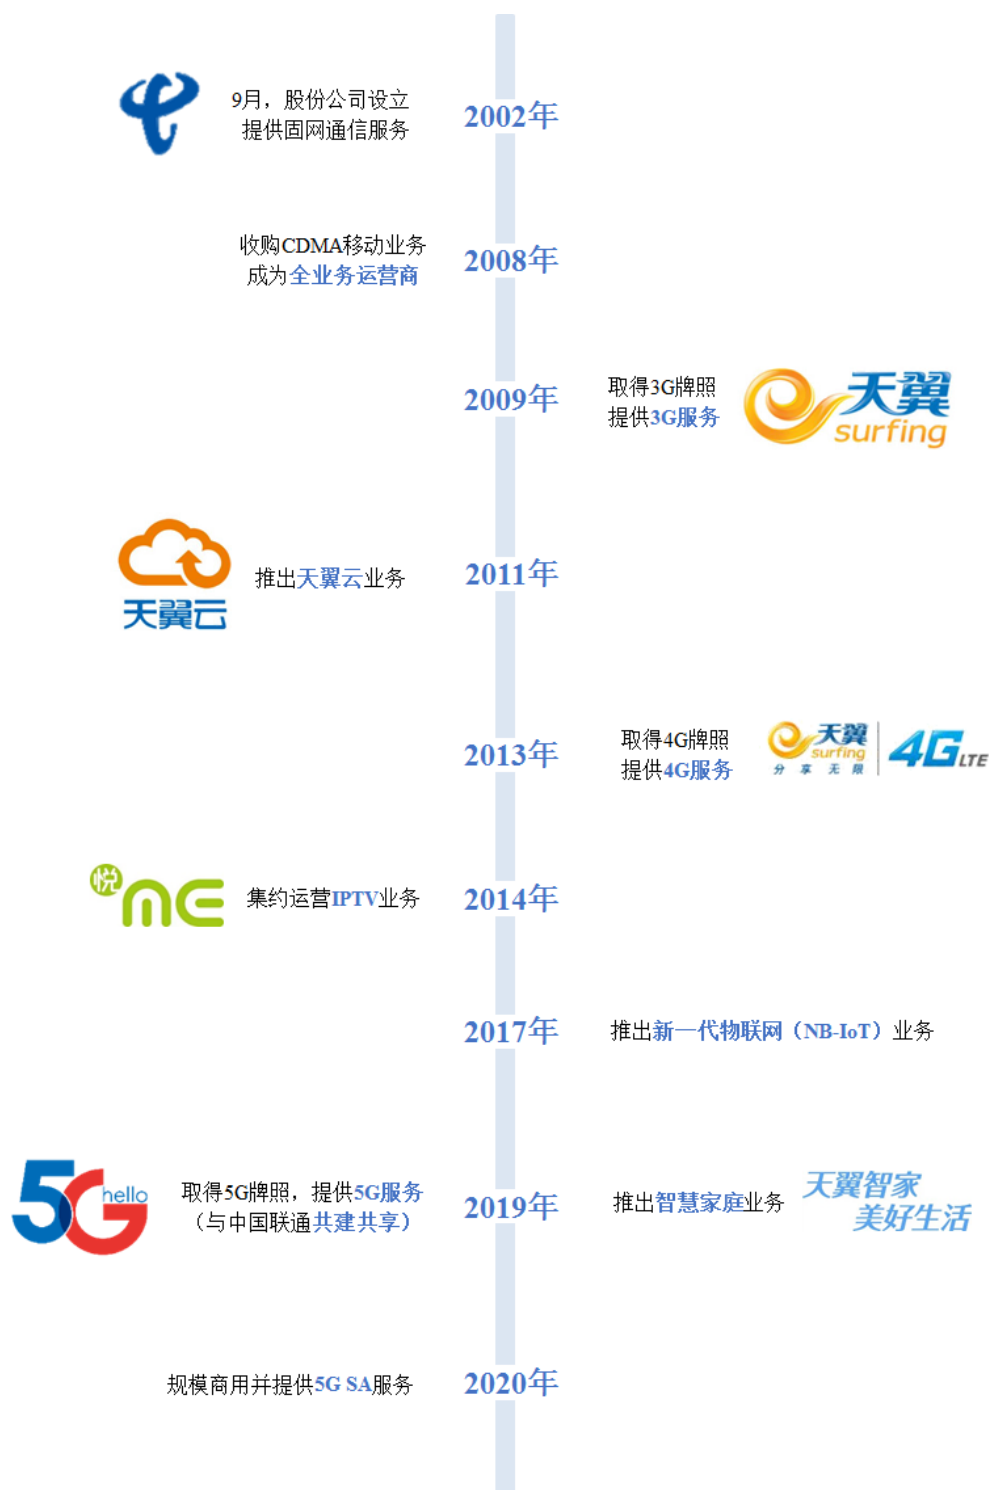 9月，股份公司设立
提供固网通信服务
2002年
收购CDMA移动业务
成为全业务运营商
2008年
2009年
取得3G牌照
提供3G服务
天翼
surfing
天翼云
推出天翼云业务
2011年
2013年
取得4G牌照
提供4G服务
天翼
surfing
分享无限
4G LTE
悦
me
集约运营IPTV业务
2014年
2017年
推出新一代物联网（NB-IoT）业务
5G
hello
取得5G牌照，提供5G服务
（与中国联通共建共享）
2019年
推出智慧家庭业务
天翼智家
美好生活
规模商用并提供5G SA服务
2020年